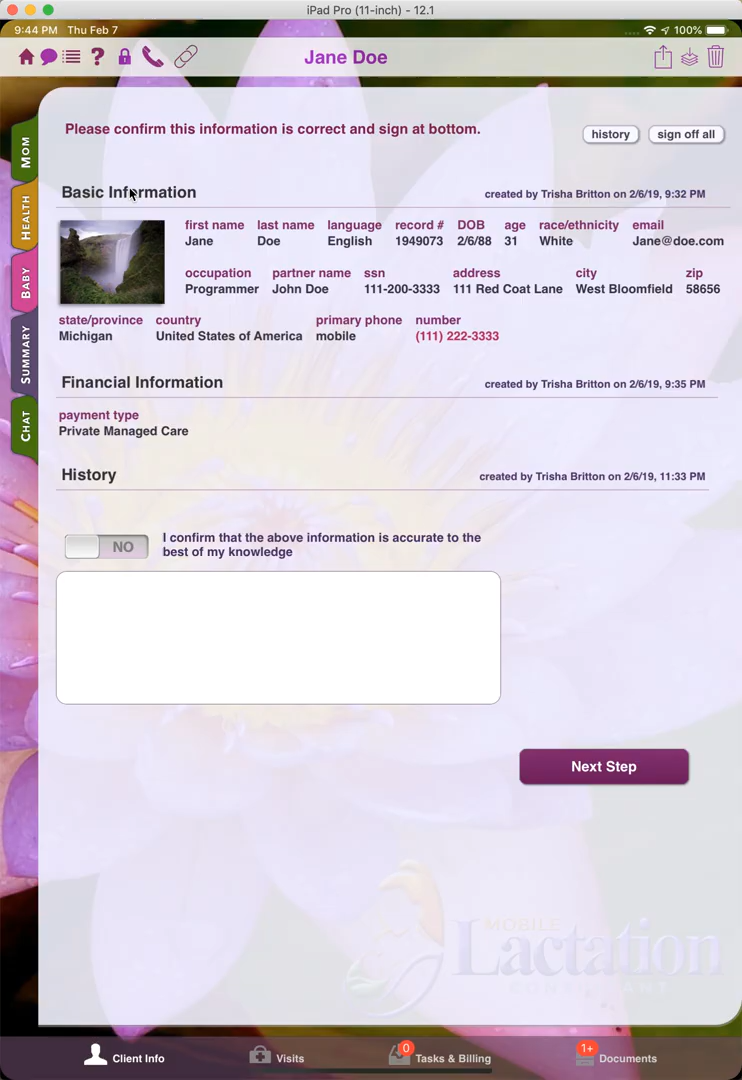 iPad Pro (11-inch) - 12.1
9:44 PM Thu Feb 7
100%
Jane Doe
Please confirm this information is correct and sign at bottom.
history
sign off all
MOM
HEALTH
BABY
SUMMARY
CHAT
Basic Information
created by Trisha Britton on 2/6/19, 9:32 PM
first name last name language record # DOB age race/ethnicity email
Jane Doe English 1949073 2/6/88 31 White Jane@doe.com
occupation partner name ssn address city zip
Programmer John Doe 111-200-3333 111 Red Coat Lane West Bloomfield 58656
state/province country primary phone number
Michigan United States of America mobile (111) 222-3333
Financial Information
created by Trisha Britton on 2/6/19, 9:35 PM
payment type
Private Managed Care
History
created by Trisha Britton on 2/6/19, 11:33 PM
NO
I confirm that the above information is accurate to the
best of my knowledge
Next Step
MOBILE
Lactation
CONSULTANT
Client Info
Visits
0
Tasks & Billing
1+
Documents